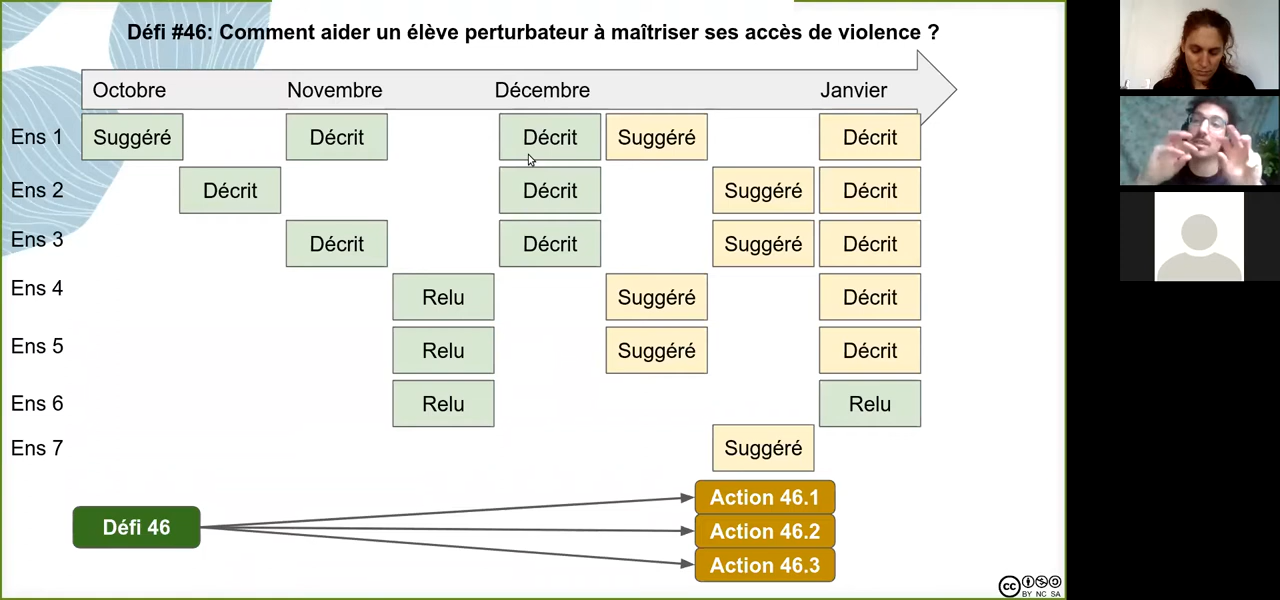 Défi #46: Comment aider un élève perturbateur à maîtriser ses accès de violence ?
Octobre Novembre Décembre Janvier
Ens 1 Suggéré Décrit Décrit Suggéré Décrit
Ens 2 Décrit Décrit Suggéré Décrit
Ens 3 Décrit Décrit Suggéré Décrit
Ens 4 Relu Suggéré Décrit
Ens 5 Relu Suggéré Décrit
Ens 6 Relu Relu
Ens 7 Suggéré
Action 46.1
Défi 46 Action 46.2
Action 46.3
cc
BY NC SA